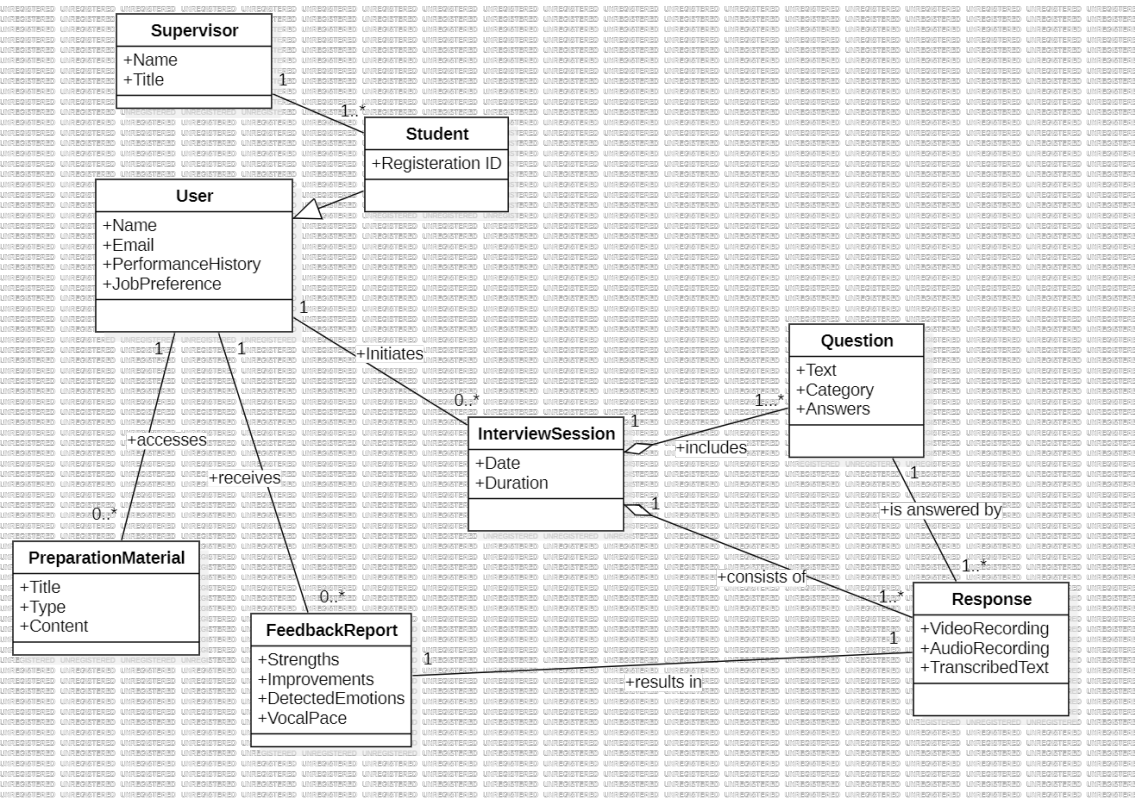 Supervisor
+Name
+Title
1
1..*
Student
+Registeration ID
User
+Name
+Email
+PerformanceHistory
+JobPreference
1
+Initiates
0..*
1
+accesses
0..*
1
+receives
0..*
InterviewSession
+Date
+Duration
1
+includes
1...*
Question
+Text
+Category
+Answers
1
+is answered by
1..*
1
+consists of
1..*
Response
+VideoRecording
+AudioRecording
+TranscribedText
1
+results in
1
PreparationMaterial
+Title
+Type
+Content
FeedbackReport
+Strengths
+Improvements
+DetectedEmotions
+VocalPace
UNREGISTERED